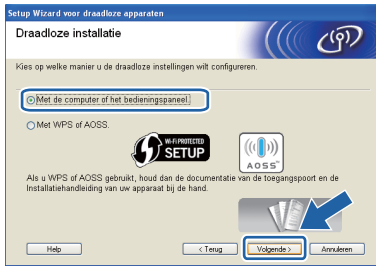 Setup Wizard voor draadloze apparaten
Draadloze installatie
Kies op welke manier u de draadloze instellingen wilt configureren.
Met de computer of het bedieningspaneel.
Met WPS of AOSS.
WI-FI PROTECTED
SETUP
AOSS™
Als u WPS of AOSS gebruikt, houd dan de documentatie van de toegangspoort en de
Installatiehandleiding van uw apparaat bij de hand.
Help
< Terug
Volgende >
Annuleren